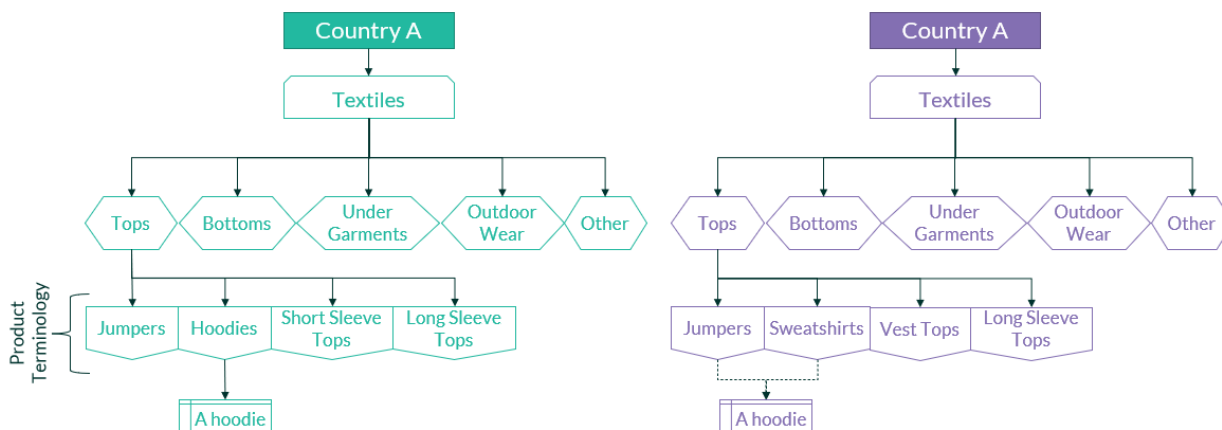 Country A
Textiles
Tops
Bottoms
Under
Garments
Outdoor
Wear
Other
Product
Terminology
Jumpers
Hoodies
Short Sleeve
Tops
Long Sleeve
Tops
A hoodie
Country A
Textiles
Tops
Bottoms
Under
Garments
Outdoor
Wear
Other
Jumpers
Sweatshirts
Vest Tops
Long Sleeve
Tops
A hoodie